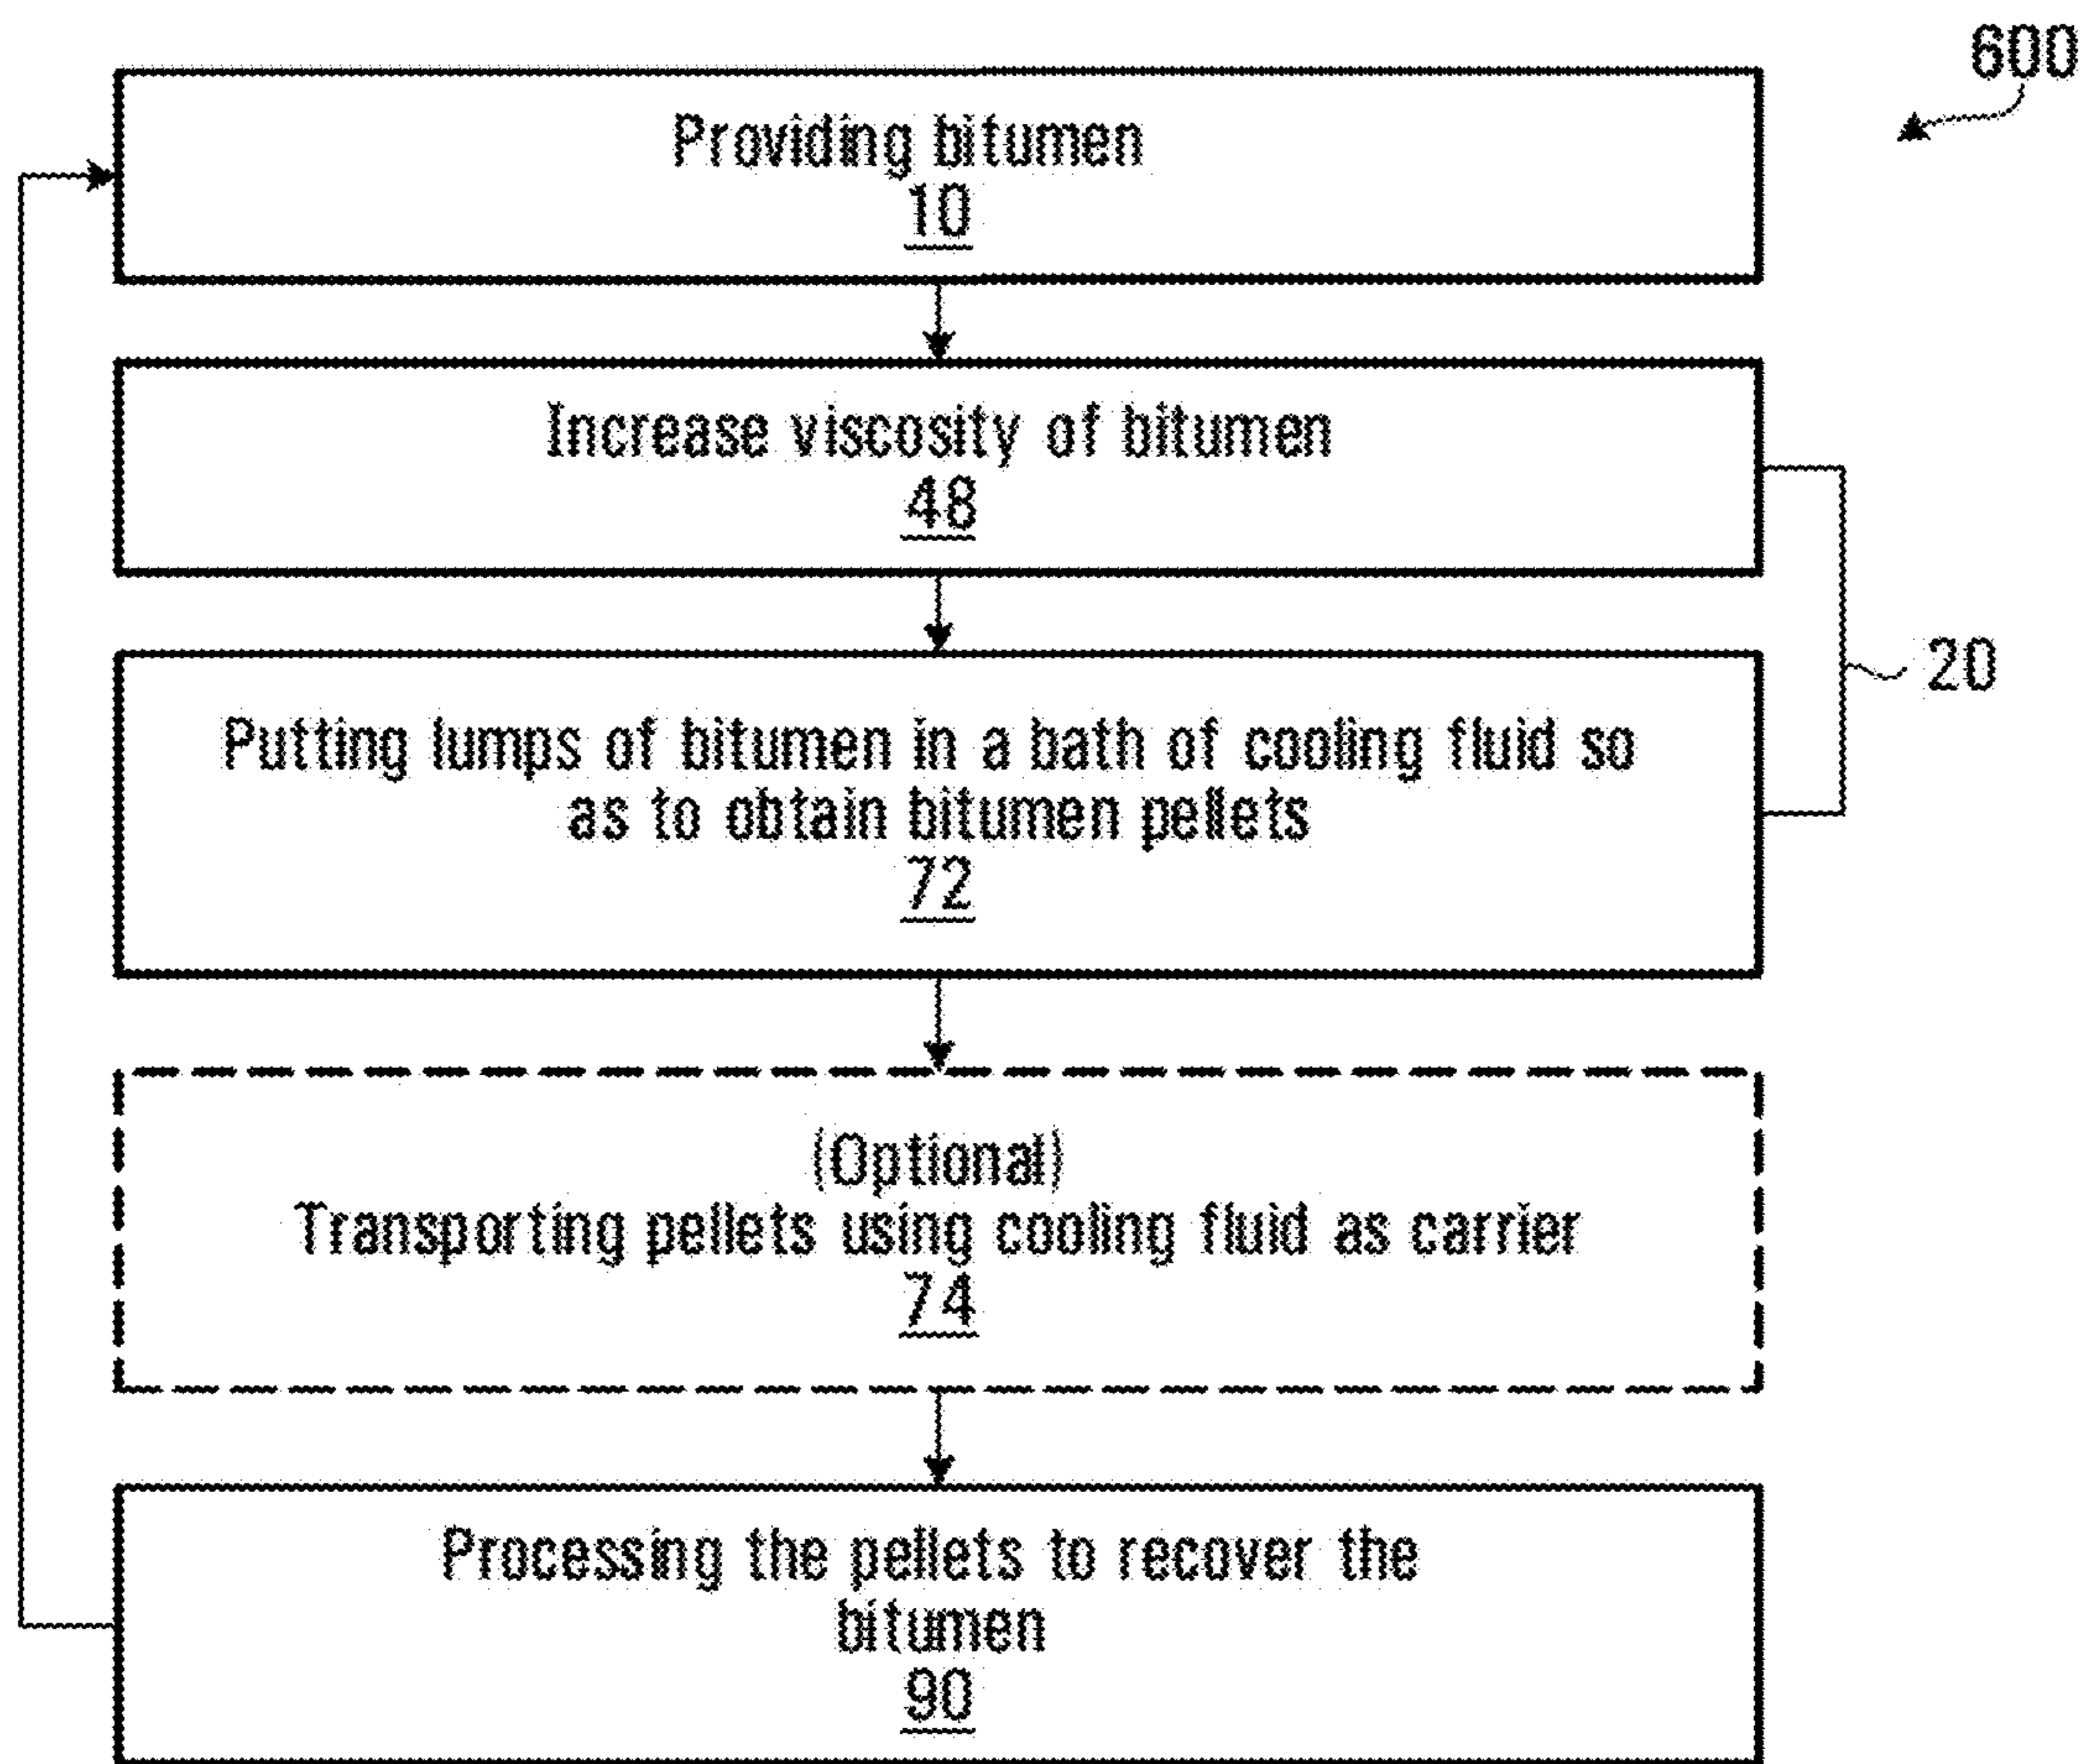 600
Providing bitumen
10
Increase viscosity of bitumen
48
20
Putting lumps of bitumen in a bath of cooling fluid so
as to obtain bitumen pellets
72
(Optional)
Transporting pellets using cooling fluid as carrier
74
Processing the pellets to recover the
bitumen
90